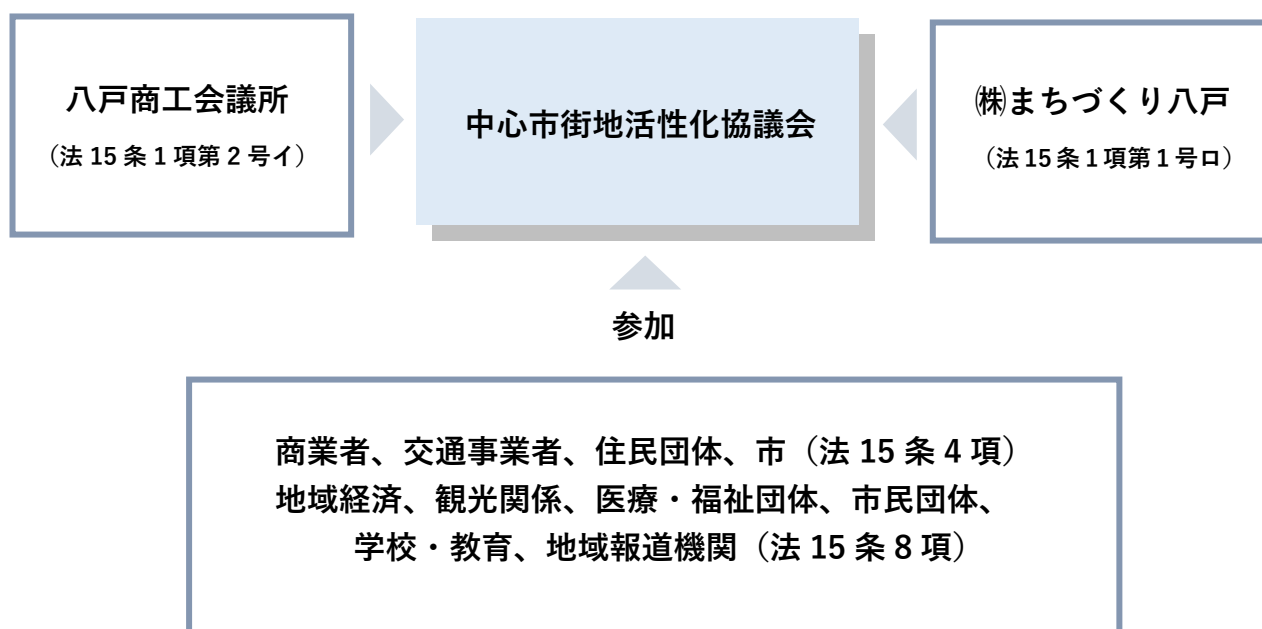 八戸商工会議所
（法 15 条 1 項第 2 号イ）
中心市街地活性化協議会
㈱まちづくり八戸
（法 15 条 1 項第 1 号ロ）
参加
商業者、交通事業者、住民団体、市（法 15 条 4 項）
地域経済、観光関係、医療・福祉団体、市民団体、
学校・教育、地域報道機関（法 15 条 8 項）